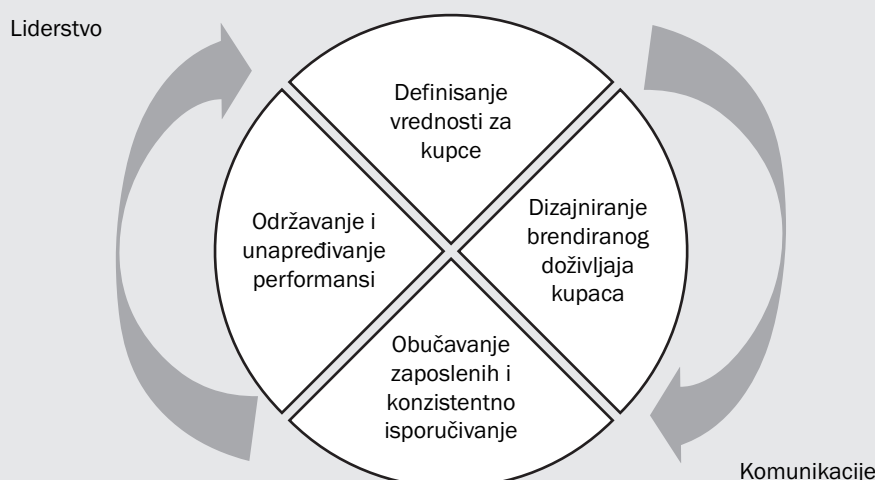 Liderstvo
Definisanje
vrednosti za
kupce
Održavanje i
unapređivanje
performansi
Dizajniranje
brendiranog
doživljaja
kupaca
Obučavanje
zaposlenih i
konzistentno
isporučivanje
Komunikacije